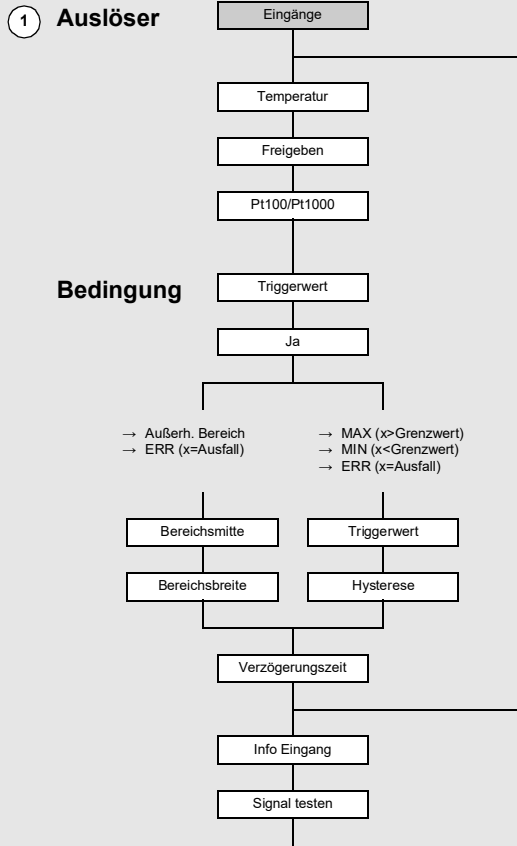 1 Auslöser
Eingänge
Temperatur
Freigeben
Pt100/Pt1000
Bedingung
Triggerwert
Ja
→ Außerh. Bereich
→ ERR (x=Ausfall)
→ MAX (x>Grenzwert)
→ MIN (x<Grenzwert)
→ ERR (x=Ausfall)
Bereichsmitte
Triggerwert
Bereichsbreite
Hysterese
Verzögerungszeit
Info Eingang
Signal testen